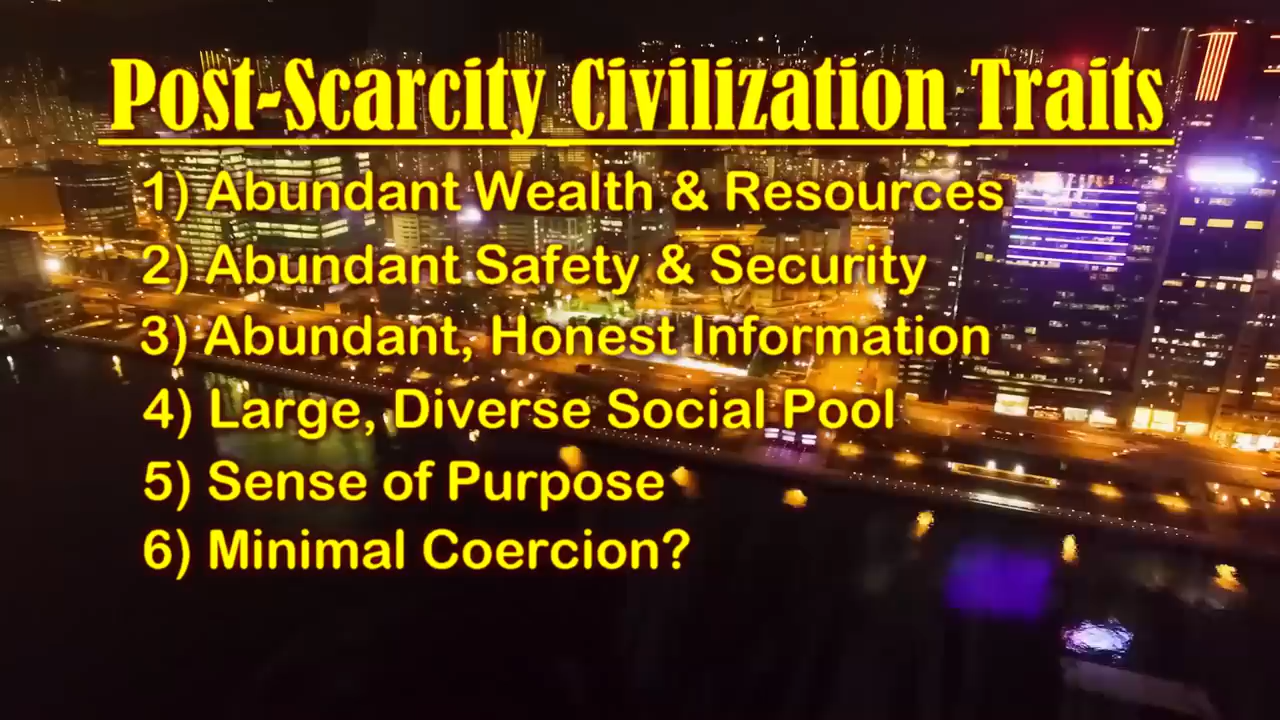 Post-Scarcity Civilization Traits
1) Abundant Wealth & Resources
2) Abundant Safety & Security
3) Abundant, Honest Information
4) Large, Diverse Social Pool
5) Sense of Purpose
6) Minimal Coercion?